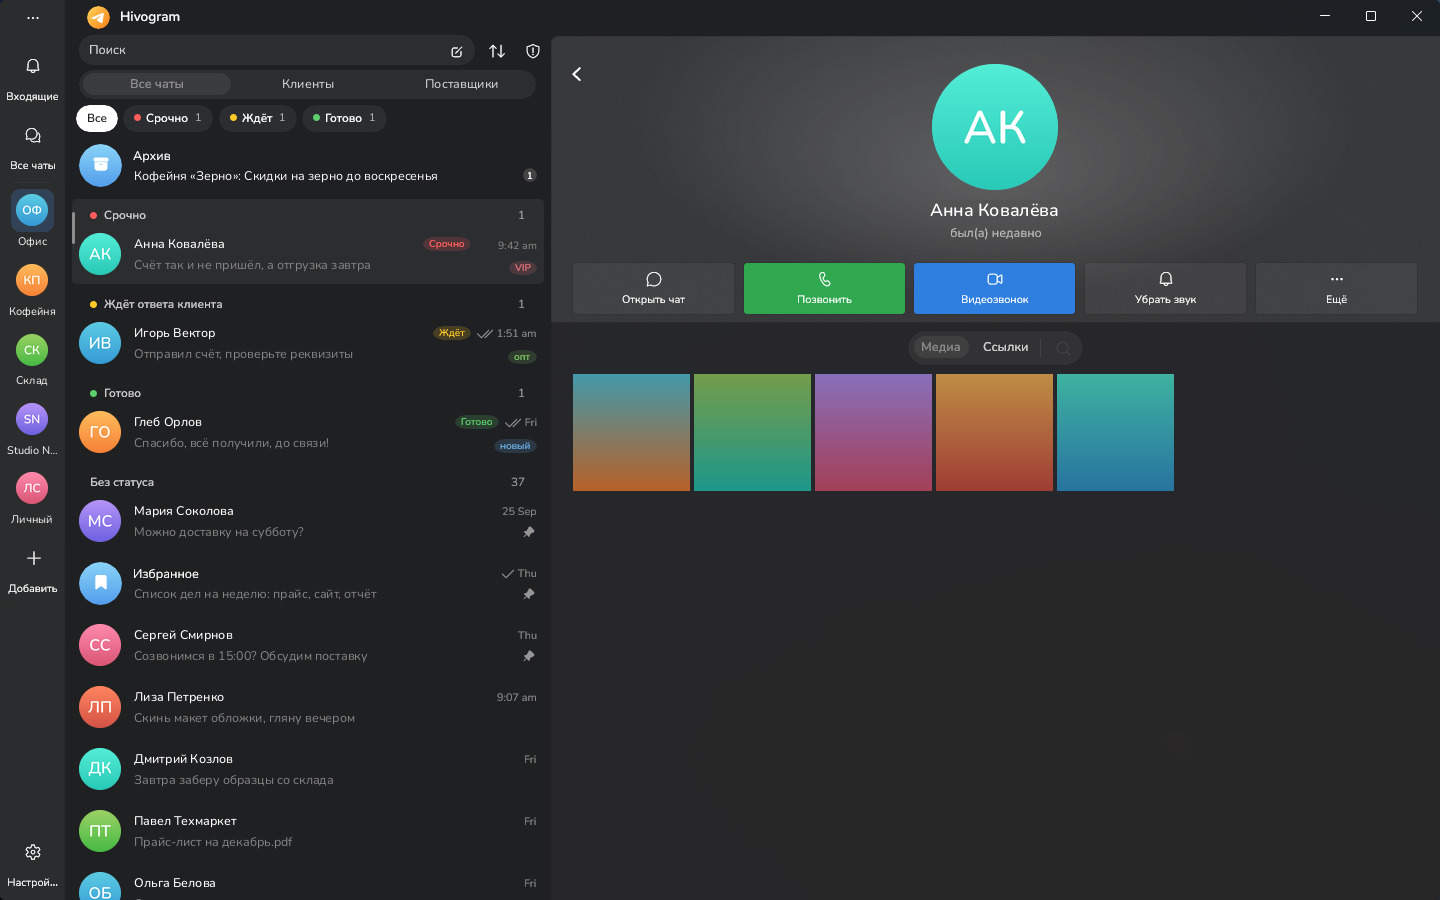 Hivogram
Входящие
Все чаты
ОФ
Офис
КП
Кофейня
СК
Склад
SN
Studio N...
ЛС
Личный
Добавить
Настрой...
Поиск
Все чаты Клиенты Поставщики
Все Срочно 1 Ждёт 1 Готово 1
Архив
Кофейня «Зерно»: Скидки на зерно до воскресенья 1
Срочно 1
АК
Анна Ковалёва Срочно 9:42 am
Счёт так и не пришёл, а отгрузка завтра VIP
Ждёт ответа клиента 1
ИВ
Игорь Вектор Ждёт 1:51 am
Отправил счёт, проверьте реквизиты опт
Готово 1
ГО
Глеб Орлов Готово Fri
Спасибо, всё получили, до связи! новый
Без статуса 37
МС
Мария Соколова 25 Sep
Можно доставку на субботу?
Избранное Thu
Список дел на неделю: прайс, сайт, отчёт
СС
Сергей Смирнов Thu
Созвонимся в 15:00? Обсудим поставку
ЛП
Лиза Петренко 9:07 am
Скинь макет обложки, гляну вечером
ДК
Дмитрий Козлов Fri
Завтра заберу образцы со склада
ПТ
Павел Техмаркет Fri
Прайс-лист на декабрь.pdf
ОБ
Ольга Белова Fri
АК
Анна Ковалёва
был(а) недавно
Открыть чат Позвонить Видеозвонок Убрать звук Ещё
Медиа Ссылки